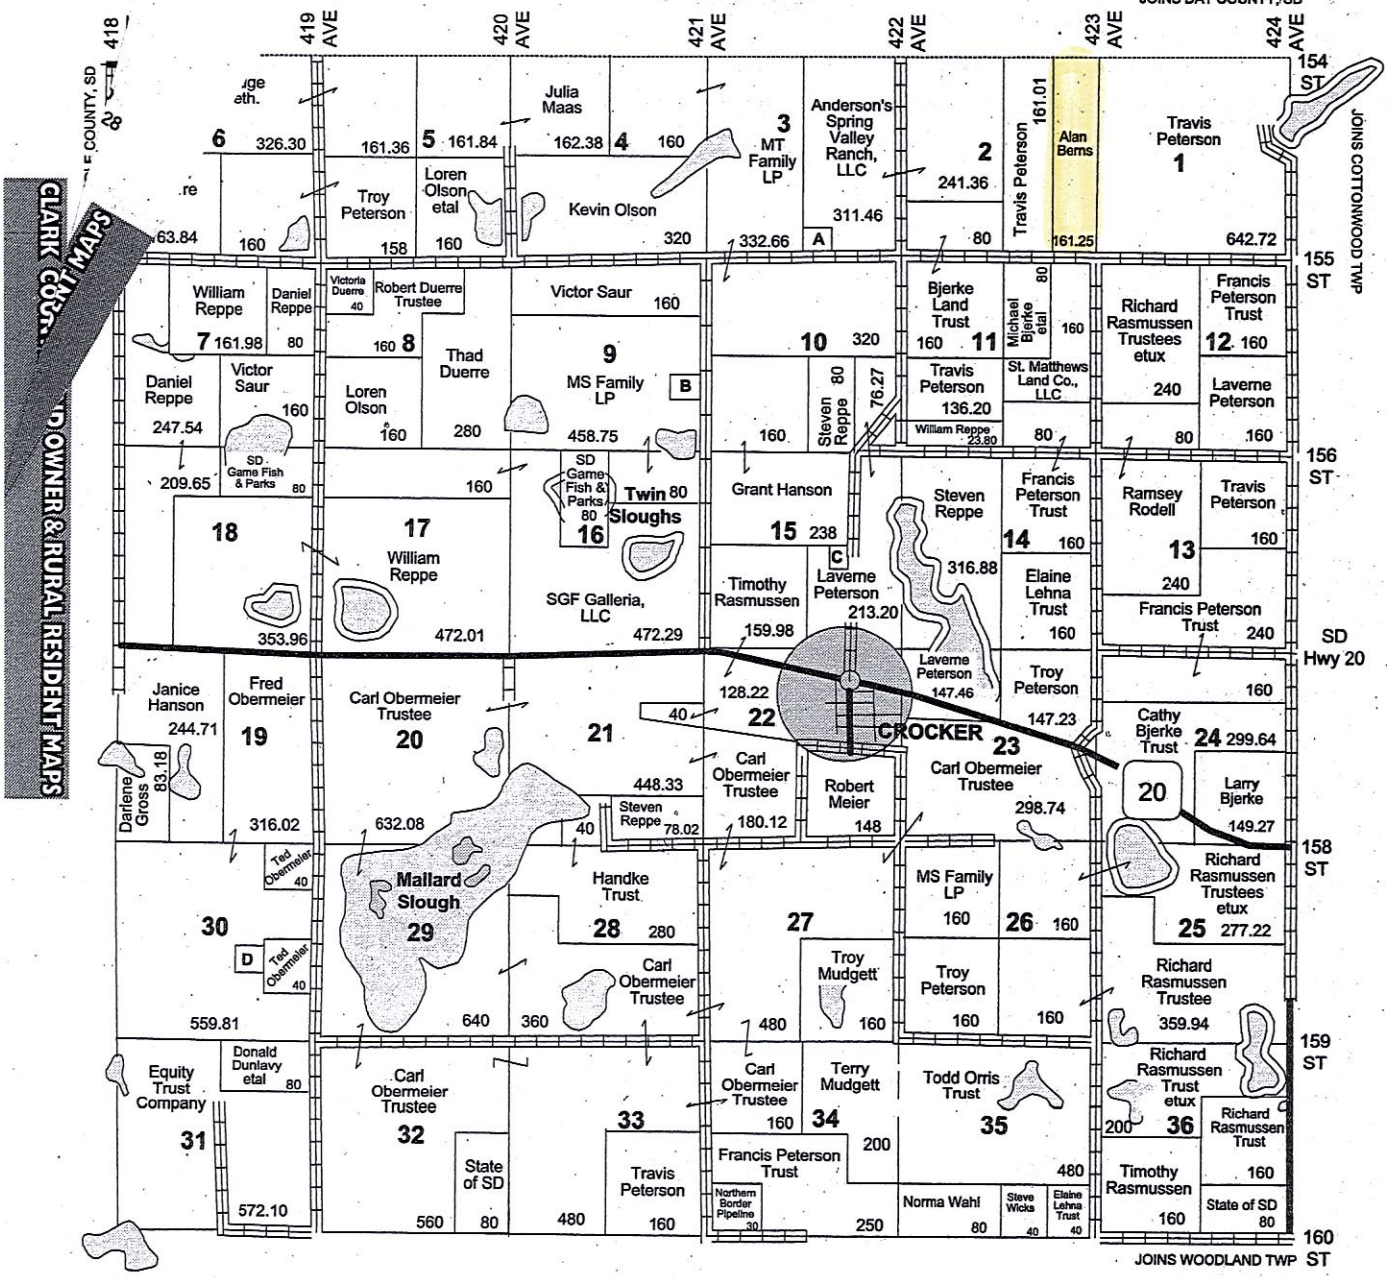 JOINS DAY COUNTY, SD
418
419 AVE
420 AVE
421 AVE
422 AVE
423 AVE
424 AVE
COUNTY, SD
28
154 ST
JOINS COTTONWOOD TWP
6
326.30
161.36
5
161.84
Julia
Maas
162.38
4
160
3
MT
Family
LP
Anderson's
Spring
Valley
Ranch,
LLC
311.46
2
241.36
Travis Peterson
161.01
Alan
Berns
161.25
Travis
Peterson
1
642.72
63.84
160
Troy
Peterson
158
Loren
Olson
etal
160
Kevin Olson
320
332.66
A
80
155 ST
CLARK
MAPS
OWNER & RURAL RESIDENT MAPS
William
Reppe
7
161.98
Daniel
Reppe
80
Victoria
Duerre
40
Robert Duerre
Trustee
160
8
Thad
Duerre
280
Victor Saur
160
9
MS Family
LP
B
458.75
10
320
Bjerke
Land
Trust
160
11
Michael
Bjerke
etal
80
160
Richard
Rasmussen
Trustees
etux
240
Francis
Peterson
Trust
12
160
Daniel
Reppe
247.54
Victor
Saur
160
Loren
Olson
160
160
Steven
Reppe
80
76.27
Travis
Peterson
136.20
William Reppe
23.80
St. Matthews
Land Co.,
LLC
80
80
Laverne
Peterson
160
156 ST
209.65
SD
Game Fish
& Parks
80
18
353.96
160
17
William
Reppe
472.01
SD
Game
Fish &
Parks
80
16
Twin
Sloughs
80
SGF Galleria,
LLC
472.29
Grant Hanson
15
238
C
Timothy
Rasmussen
159.98
Laverne
Peterson
213.20
Steven
Reppe
316.88
Francis
Peterson
Trust
14
160
Elaine
Lehna
Trust
160
Ramsey
Rodell
13
240
Travis
Peterson
160
Francis Peterson
Trust
240
SD
Hwy 20
Janice
Hanson
244.71
Fred
Obermeier
19
316.02
Darlene
Gross
83.18
Carl Obermeier
Trustee
20
632.08
21
448.33
40
Steven
Reppe
78.02
40
128.22
22
Carl
Obermeier
Trustee
180.12
Robert
Meier
148
CROCKER
Laverne
Peterson
147.46
Troy
Peterson
147.23
23
Carl Obermeier
Trustee
298.74
160
Cathy
Bjerke
Trust
24
299.64
20
Larry
Bjerke
149.27
158 ST
Ted
Obermeier
40
30
D
Ted
Obermeier
40
559.81
Mallard
Slough
29
640
Handke
Trust
28
280
Carl
Obermeier
Trustee
360
27
480
Troy
Mudgett
160
MS Family
LP
160
26
160
Troy
Peterson
160
160
Richard
Rasmussen
Trustees
etux
25
277.22
Richard
Rasmussen
Trustee
359.94
159 ST
Equity
Trust
Company
31
572.10
Donald
Dunlavy
etal
80
Carl
Obermeier
Trustee
32
560
State
of SD
80
33
480
Travis
Peterson
160
Carl
Obermeier
Trustee
160
Terry
Mudgett
34
200
Francis Peterson
Trust
Northern
Border
Pipeline
30
250
Todd Orris
Trust
35
480
Norma Wahl
80
Steve
Wicks
40
Elaine
Lehna
Trust
40
Richard
Rasmussen
Trust
etux
200
36
Richard
Rasmussen
Trust
160
Timothy
Rasmussen
160
State of SD
80
160 ST
JOINS WOODLAND TWP